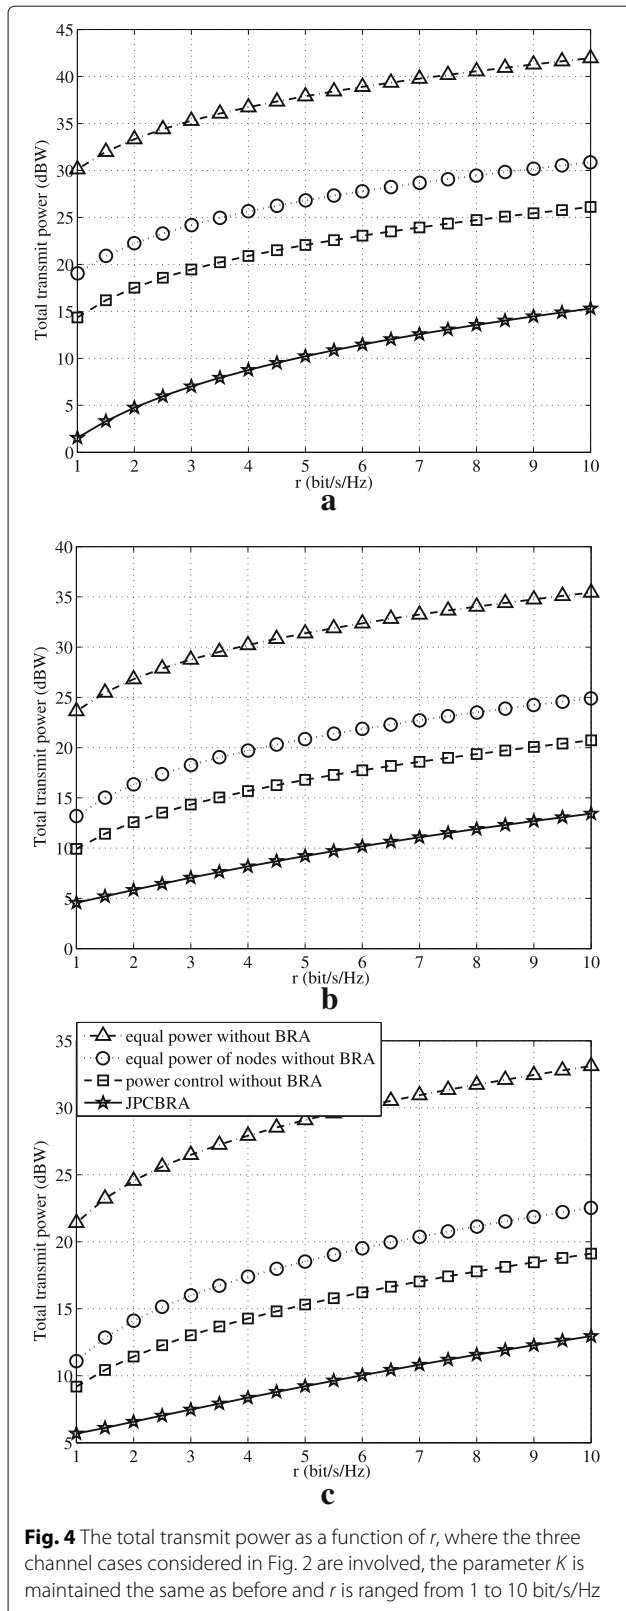 45
40
35
30
25
20
15
10
5
0
Total transmit power (dBW)
1 2 3 4 5 6 7 8 9 10
r (bit/s/Hz)
a
40
35
30
25
20
15
10
5
0
Total transmit power (dBW)
1 2 3 4 5 6 7 8 9 10
r (bit/s/Hz)
b
equal power without BRA
equal power of nodes without BRA
power control without BRA
JPCBRA
35
30
25
20
15
10
5
Total transmit power (dBW)
1 2 3 4 5 6 7 8 9 10
r (bit/s/Hz)
c
Fig. 4 The total transmit power as a function of r, where the three
channel cases considered in Fig. 2 are involved, the parameter K is
maintained the same as before and r is ranged from 1 to 10 bit/s/Hz